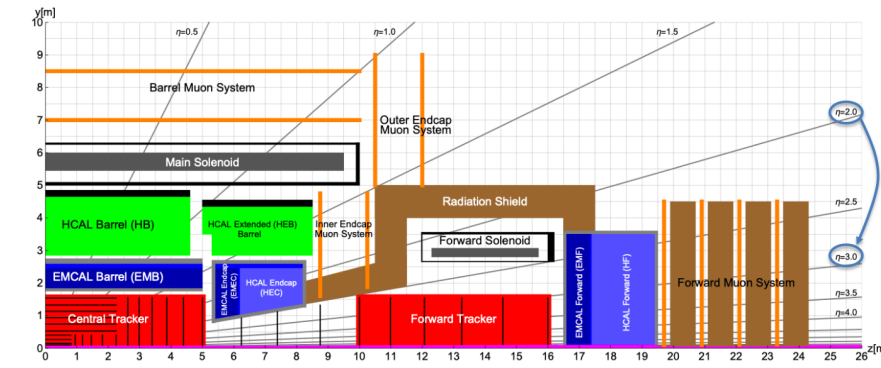 y[m]
10
9
8
7
6
5
4
3
2
1
0
η=0.5
η=1.0
η=1.5
η=2.0
η=2.5
η=3.0
η=3.5
η=4.0
Barrel Muon System
Outer Endcap
Muon System
Main Solenoid
Radiation Shield
HCAL Barrel (HB)
HCAL Extended (HEB)
Barrel
Inner Endcap
Muon System
Forward Solenoid
EMCAL Barrel (EMB)
EMCAL Endcap
(EMEC)
HCAL Endcap
(HEC)
EMCAL Forward (EMF)
HCAL Forward (HF)
Forward Muon System
Central Tracker
Forward Tracker
0 1 2 3 4 5 6 7 8 9 10 11 12 13 14 15 16 17 18 19 20 21 22 23 24 25 26 z[m